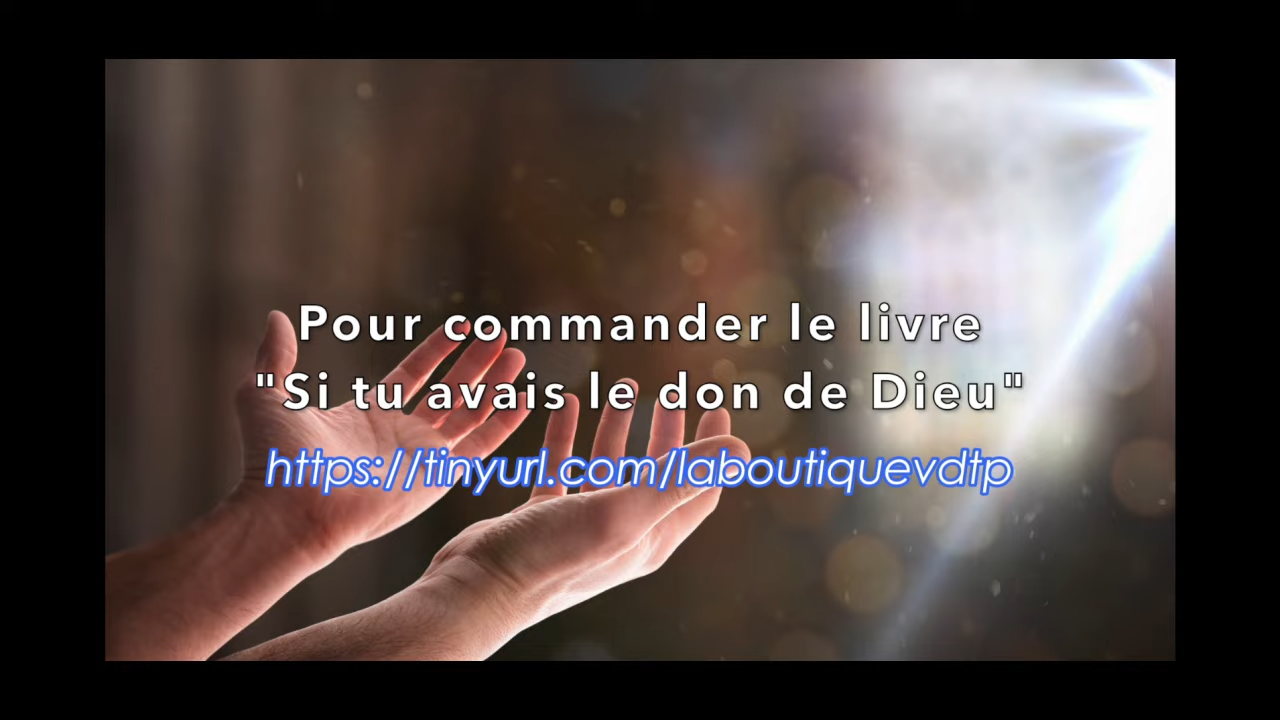 Pour commander le livre
"Si tu avais le don de Dieu"
https://tinyurl.com/laboutiquevdtp